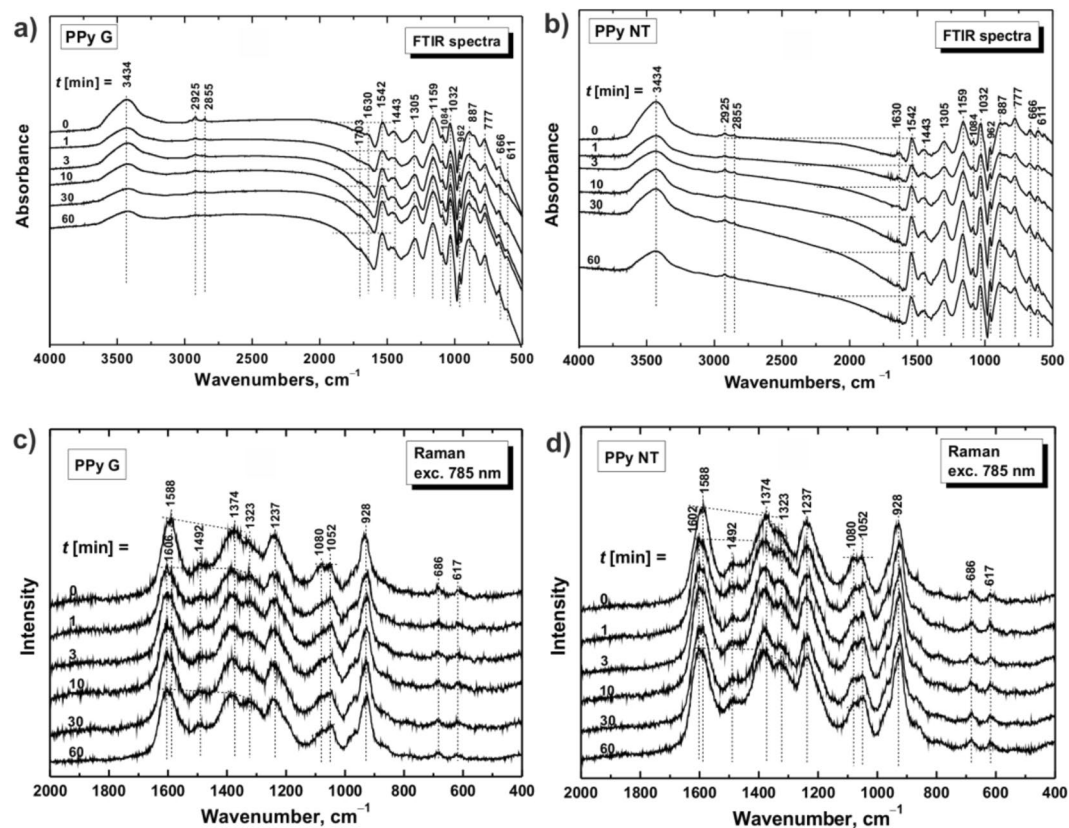 a)
PPy G
FTIR spectra
t [min] =
3434
2925
2855
1703
1630
1542
1443
1305
1159
1084
1032
962
887
777
666
611
0
1
3
10
30
60
Absorbance
4000 3500 3000 2500 2000 1500 1000 500
Wavenumbers, cm⁻¹
b)
PPy NT
FTIR spectra
t [min] =
3434
2925
2855
1630
1542
1443
1305
1159
1084
1032
962
887
777
666
611
0
1
3
10
30
60
Absorbance
4000 3500 3000 2500 2000 1500 1000 500
Wavenumbers, cm⁻¹
c)
PPy G
Raman
exc. 785 nm
t [min] =
1606
1588
1492
1374
1323
1237
1080
1052
928
686
617
0
1
3
10
30
60
Intensity
2000 1800 1600 1400 1200 1000 800 600 400
Wavenumber, cm⁻¹
d)
PPy NT
Raman
exc. 785 nm
t [min] =
1602
1588
1492
1374
1323
1237
1080
1052
928
686
617
0
1
3
10
30
60
Intensity
2000 1800 1600 1400 1200 1000 800 600 400
Wavenumber, cm⁻¹